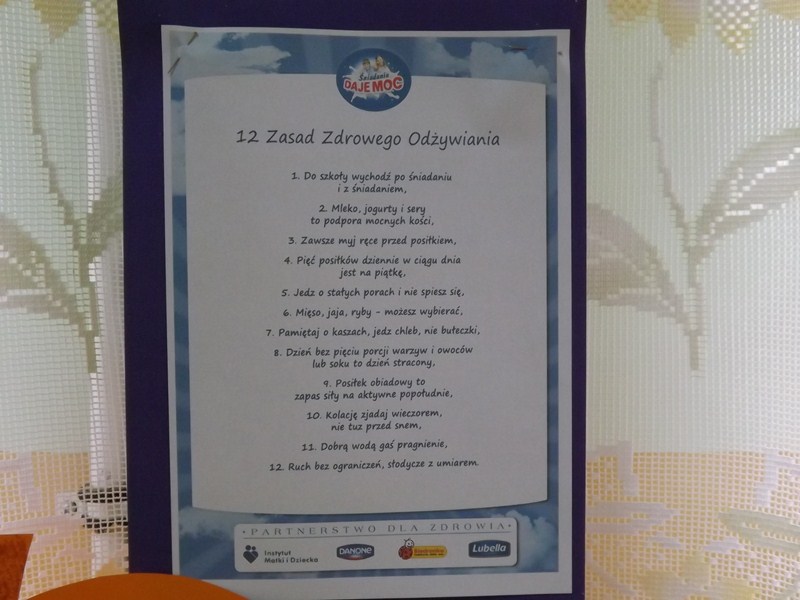 Śniadanie
DAJE MOC
12 Zasad Zdrowego Odżywiania
1. Do szkoły wychodź po śniadaniu
i z śniadaniem,
2. Mleko, jogurty i sery
to podpora mocnych kości,
3. Zawsze myj ręce przed posiłkiem,
4. Pięć posiłków dziennie w ciągu dnia
jest na piątkę,
5. Jedz o stałych porach i nie spiesz się,
6. Mięso, jaja, ryby - możesz wybierać,
7. Pamiętaj o kaszach, jedz chleb, nie bułeczki,
8. Dzień bez pięciu porcji warzyw i owoców
lub soku to dzień stracony,
9. Posiłek obiadowy to
zapas siły na aktywne popołudnie,
10. Kolację zjadaj wieczorem,
nie tuż przed snem,
11. Dobrą wodą gaś pragnienie,
12. Ruch bez ograniczeń, słodycze z umiarem
• PARTNERSTWO DLA ZDROWIA •
Instytut
Matki i Dziecka
DANONE
Biedronka
Lubella